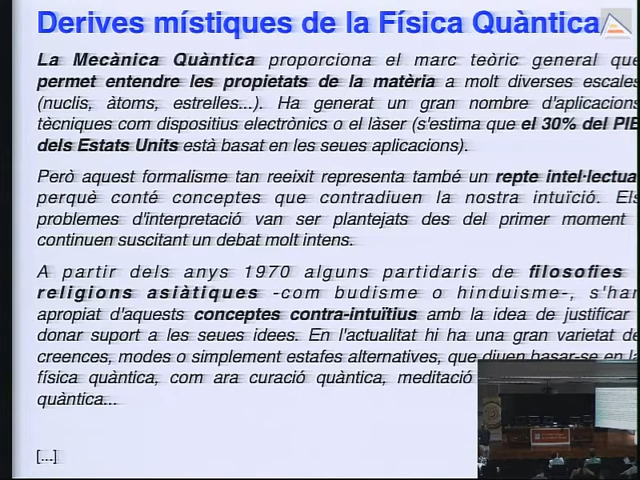 Derives místiques de la Física Quàntica
La Mecànica Quàntica proporciona el marc teòric general que
permet entendre les propietats de la matèria a molt diverses escales
(nuclis, àtoms, estrelles...). Ha generat un gran nombre d'aplicacions
tècniques com dispositius electrònics o el làser (s'estima que el 30% del PIB
dels Estats Units està basat en les seues aplicacions).
Però aquest formalisme tan reeixit representa també un repte intel·lectual
perquè conté conceptes que contradiuen la nostra intuïció. Els
problemes d'interpretació van ser plantejats des del primer moment
continuen suscitant un debat molt intens.
A partir dels anys 1970 alguns partidaris de filosofies
religions asiàtiques -com budisme o hinduisme-, s'han
apropiat d'aquests conceptes contra-intuïtius amb la idea de justificar
donar suport a les seues idees. En l'actualitat hi ha una gran varietat de
creences, modes o simplement estafes alternatives, que diuen basar-se en la
física quàntica, com ara curació quàntica, meditació
quàntica...
[...]